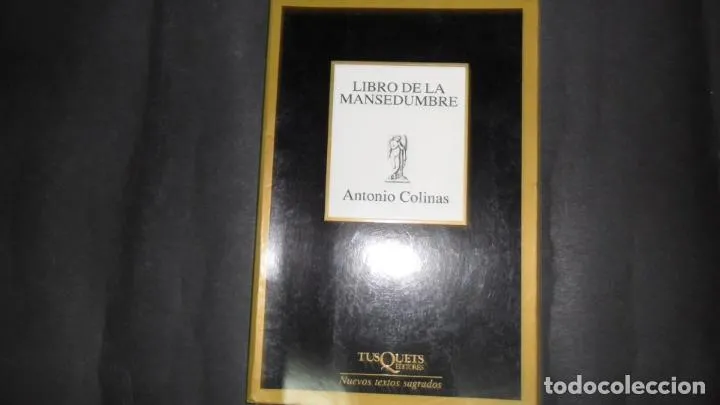 LIBRO DE LA
MANSEDUMBRE
Antonio Colinas
TUSQUETS
EDITORES
Nuevos textos sagrados
todocoleccion